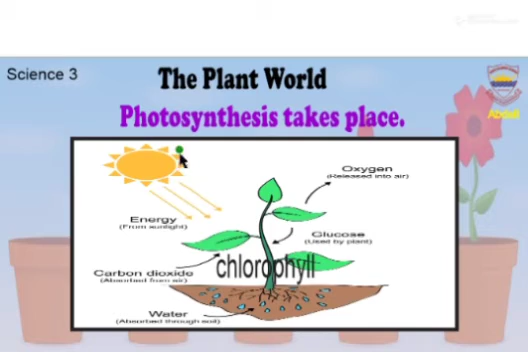 Science 3
The Plant World
Photosynthesis takes place.
Abdali
Oxygen
(Released into air)
Energy
(From sunlight)
Glucose
(Used by plant)
chlorophyll
Carbon dioxide
(Absorbed from air)
Water
(Absorbed through soil)